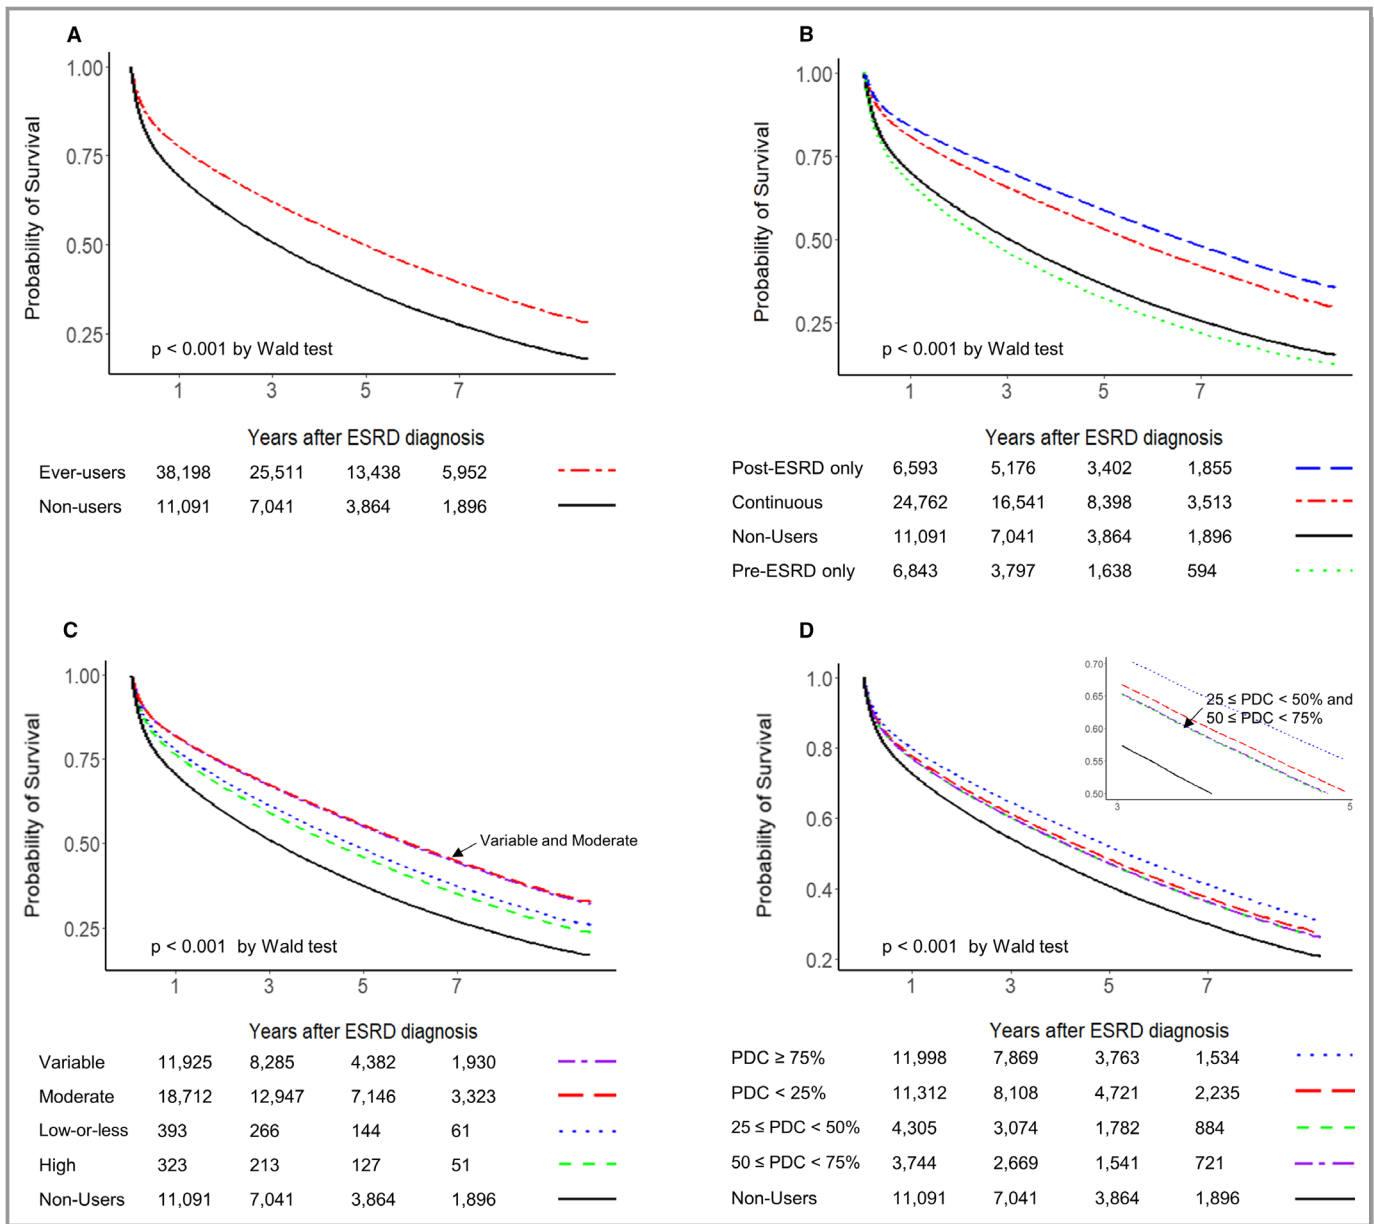 A
Probability of Survival
1.00
0.75
0.50
0.25
p < 0.001 by Wald test
1 3 5 7
Years after ESRD diagnosis
Ever-users 38,198 25,511 13,438 5,952
Non-users 11,091 7,041 3,864 1,896
B
Probability of Survival
1.00
0.75
0.50
0.25
p < 0.001 by Wald test
1 3 5 7
Years after ESRD diagnosis
Post-ESRD only 6,593 5,176 3,402 1,855
Continuous 24,762 16,541 8,398 3,513
Non-Users 11,091 7,041 3,864 1,896
Pre-ESRD only 6,843 3,797 1,638 594
C
Probability of Survival
1.00
0.75
0.50
0.25
Variable and Moderate
p < 0.001 by Wald test
1 3 5 7
Years after ESRD diagnosis
Variable 11,925 8,285 4,382 1,930
Moderate 18,712 12,947 7,146 3,323
Low-or-less 393 266 144 61
High 323 213 127 51
Non-Users 11,091 7,041 3,864 1,896
D
Probability of Survival
1.0
0.8
0.6
0.4
0.2
0.70
0.65
0.60
0.55
0.50
3 5
25 ≤ PDC < 50% and
50 ≤ PDC < 75%
p < 0.001 by Wald test
1 3 5 7
Years after ESRD diagnosis
PDC ≥ 75% 11,998 7,869 3,763 1,534
PDC < 25% 11,312 8,108 4,721 2,235
25 ≤ PDC < 50% 4,305 3,074 1,782 884
50 ≤ PDC < 75% 3,744 2,669 1,541 721
Non-Users 11,091 7,041 3,864 1,896